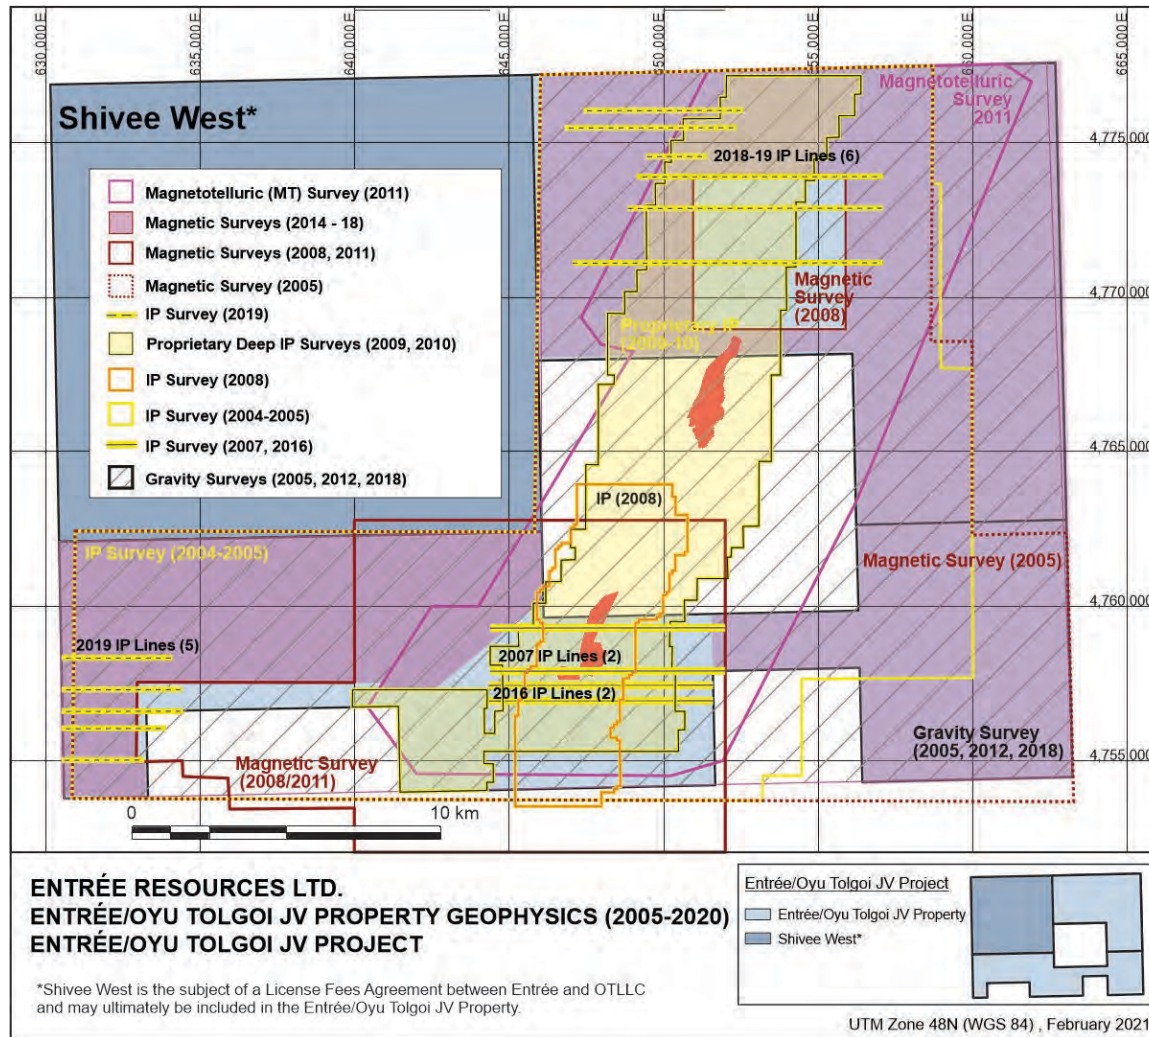 630,000E
635,000E
640,000E
645,000E
650,000E
655,000E
660,000E
665,000E
Magnetotelluric
Survey
2011
Shivee West*
4,775,000
2018-19 IP Lines (6)
Magnetotelluric (MT) Survey (2011)
Magnetic Surveys (2014 - 18)
Magnetic Surveys (2008, 2011)
Magnetic Survey (2005)
IP Survey (2019)
Proprietary Deep IP Surveys (2009, 2010)
IP Survey (2008)
IP Survey (2004-2005)
IP Survey (2007, 2016)
Gravity Surveys (2005, 2012, 2018)
Magnetic
Survey
(2008)
4,770,000
Proprietary IP
4,765,000
IP (2008)
IP Survey (2004-2005)
Magnetic Survey (2005)
4,760,000
2019 IP Lines (5)
2007 IP Lines (2)
2016 IP Lines (2)
Gravity Survey
(2005, 2012, 2018)
4,755,000
Magnetic Survey
(2008/2011)
0 10 km
ENTRÉE RESOURCES LTD.
ENTRÉE/OYU TOLGOI JV PROPERTY GEOPHYSICS (2005-2020)
ENTRÉE/OYU TOLGOI JV PROJECT
*Shivee West is the subject of a License Fees Agreement between Entrée and OTLLC
and may ultimately be included in the Entrée/Oyu Tolgoi JV Property.
Entrée/Oyu Tolgoi JV Project
Entrée/Oyu Tolgoi JV Property
Shivee West*
UTM Zone 48N (WGS 84) , February 2021